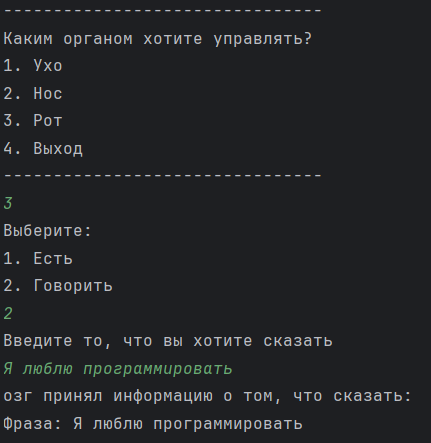 --------------------------------
Каким органом хотите управлять?
1. Ухо
2. Нос
3. Рот
4. Выход
--------------------------------
3
Выберите:
1. Есть
2. Говорить
2
Введите то, что вы хотите сказать
Я люблю программировать
озг принял информацию о том, что сказать:
Фраза: Я люблю программировать